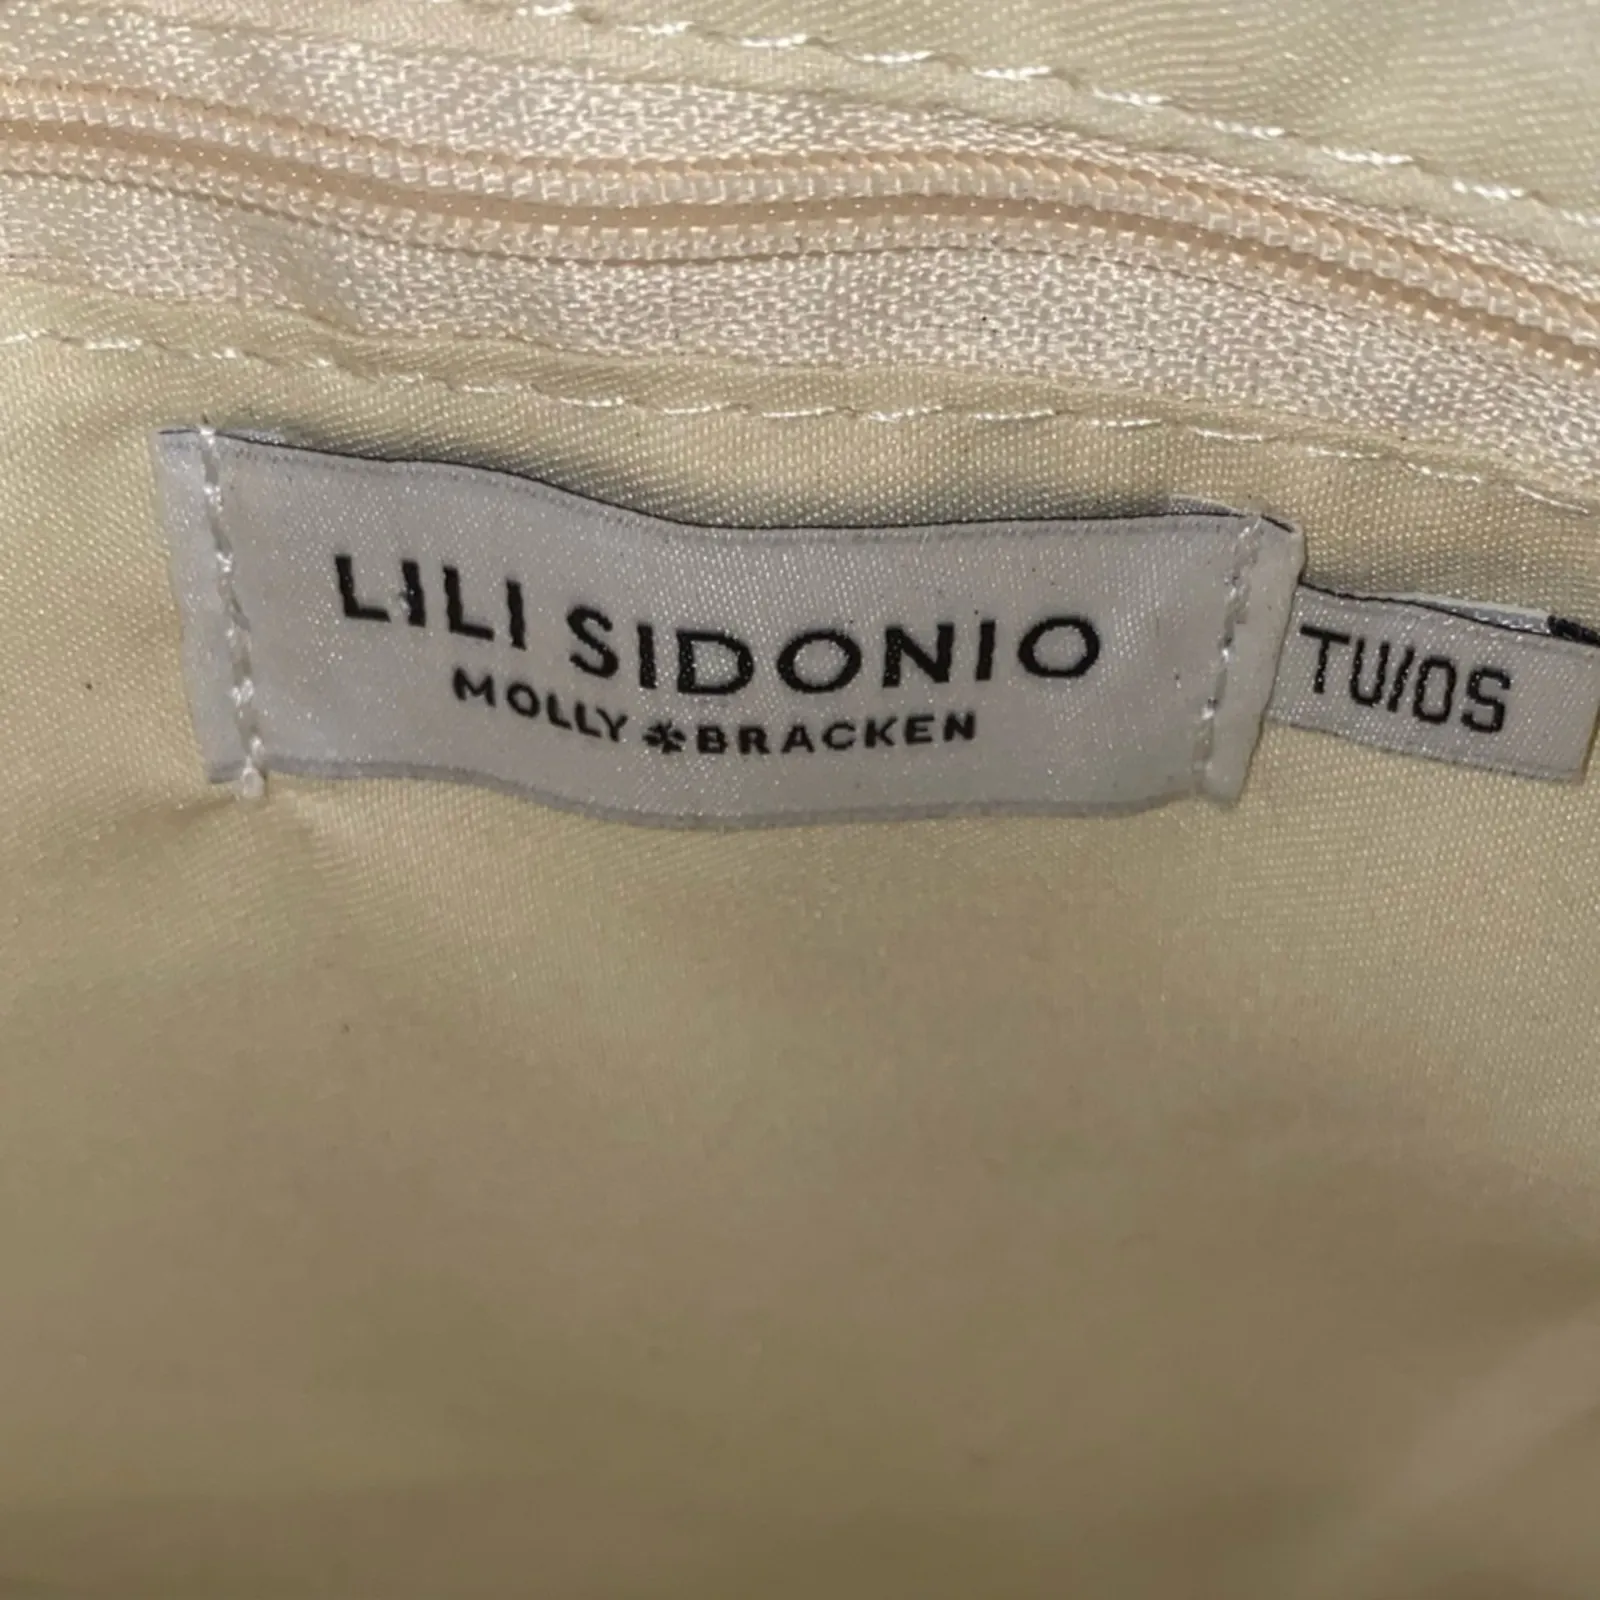 LILI SIDONIO
MOLLY✽BRACKEN
TU/OS